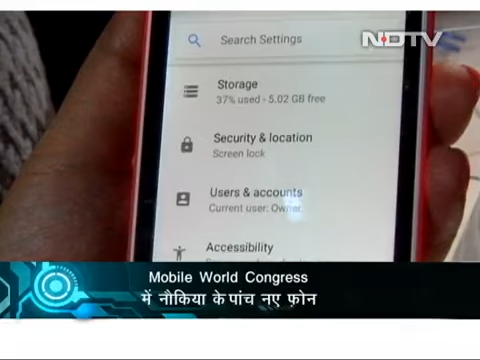 Search Settings
NDTV
Storage
37% used - 5.02 GB free
Security & location
Screen lock
Users & accounts
Current user: Owner
Accessibility
Mobile World Congress
में नौकिया के पांच नए फोन